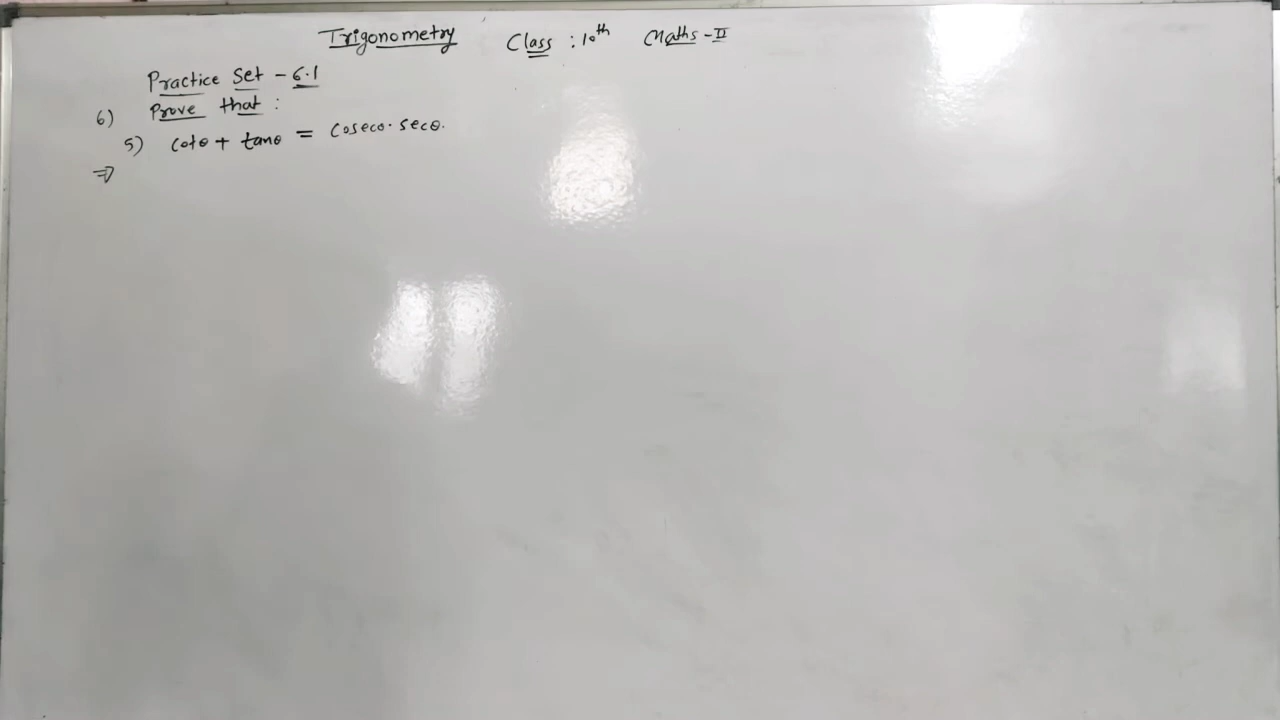 Trigonometry Class : 10th Maths - II
Practice Set - 6.1
6) Prove that :
5) cotθ + tanθ = cosecθ · secθ.
⇒